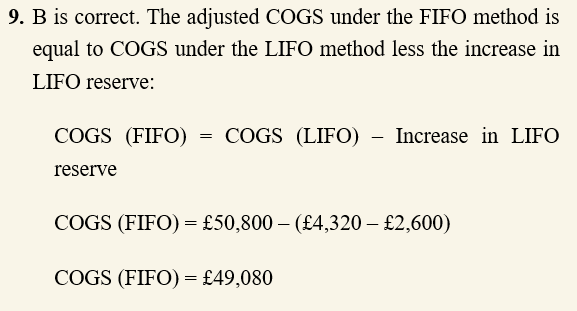 9. B is correct. The adjusted COGS under the FIFO method is
equal to COGS under the LIFO method less the increase in
LIFO reserve:
COGS (FIFO) = COGS (LIFO) – Increase in LIFO
reserve
COGS (FIFO) = £50,800 – (£4,320 – £2,600)
COGS (FIFO) = £49,080